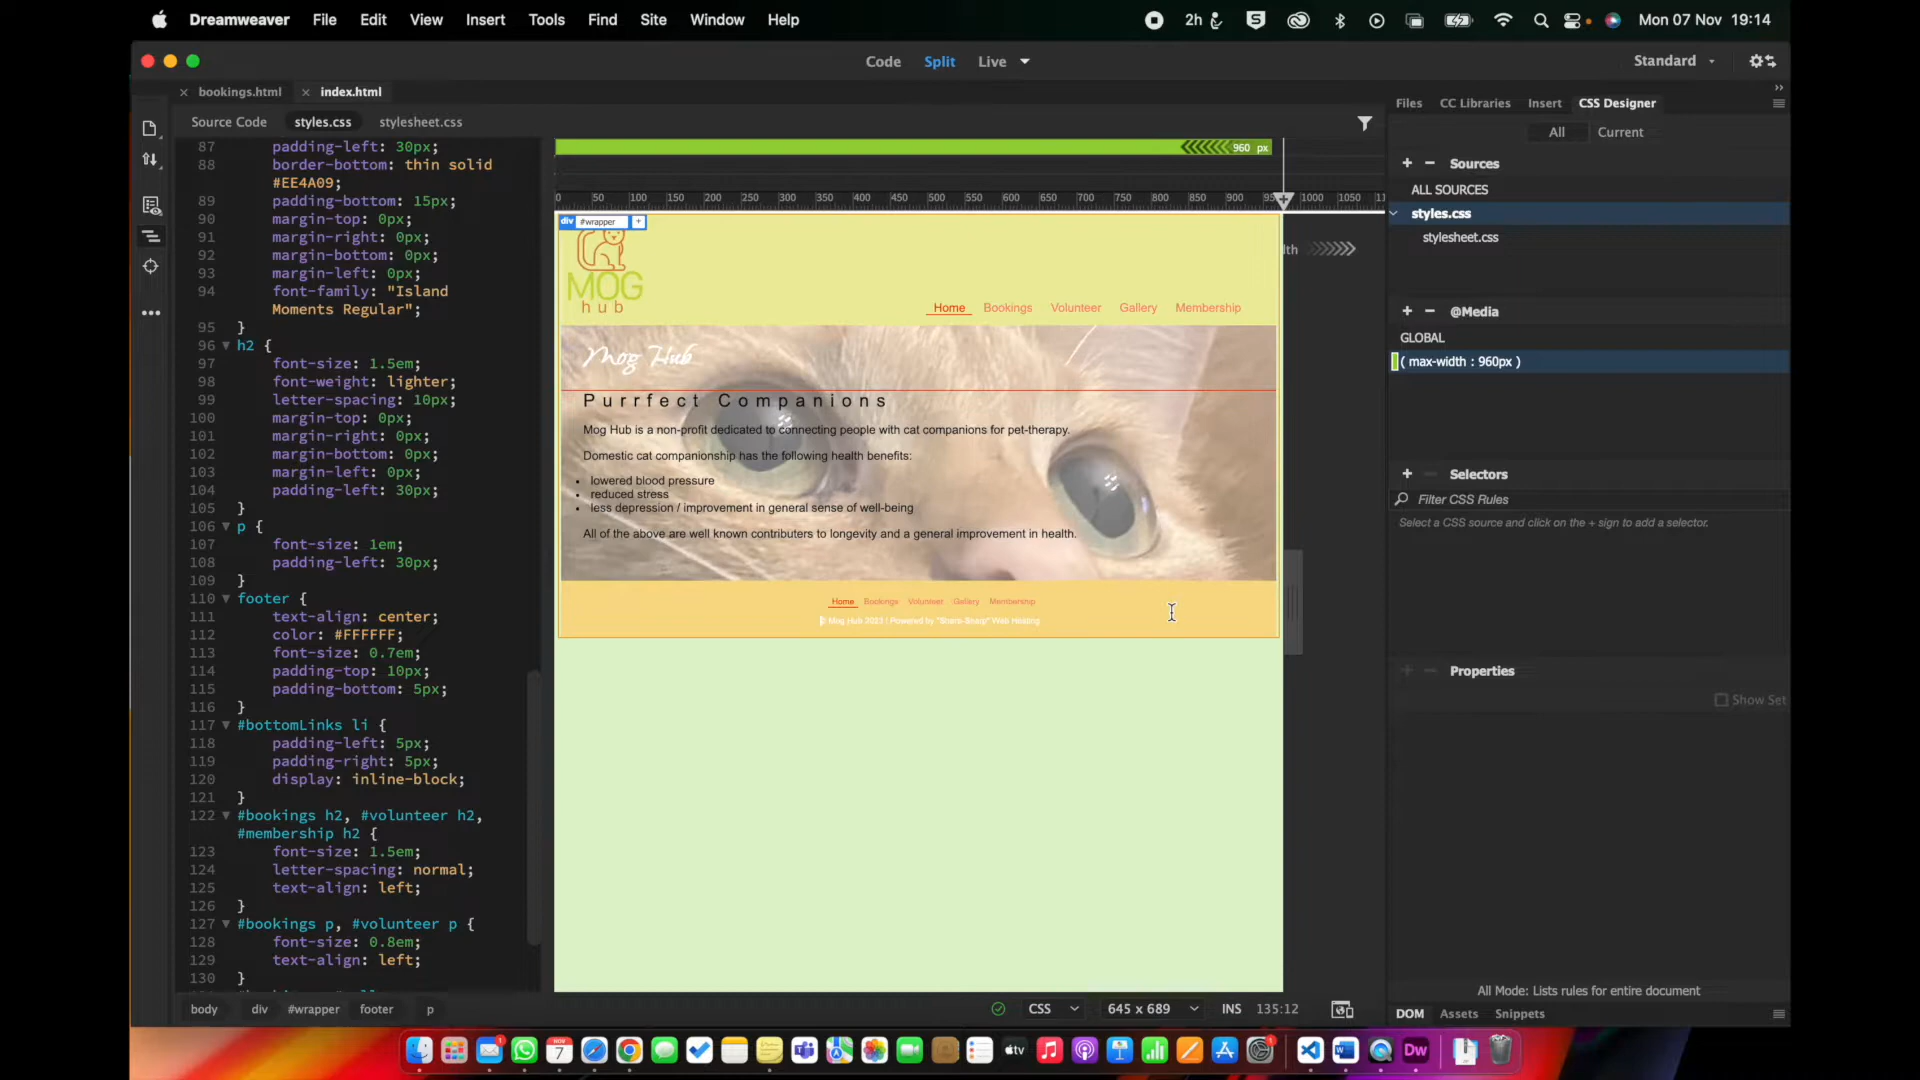 Dreamweaver File Edit View Insert Tools Find Site Window Help
2h Mon 07 Nov 19:14
Code Split Live
Standard
bookings.html index.html
Source Code styles.css stylesheet.css
87 padding-left: 30px;
88 border-bottom: thin solid
#EE4A09;
89 padding-bottom: 15px;
90 margin-top: 0px;
91 margin-right: 0px;
92 margin-bottom: 0px;
93 margin-left: 0px;
94 font-family: "Island
Moments Regular";
95 }
96 h2 {
97 font-size: 1.5em;
98 font-weight: lighter;
99 letter-spacing: 10px;
100 margin-top: 0px;
101 margin-right: 0px;
102 margin-bottom: 0px;
103 margin-left: 0px;
104 padding-left: 30px;
105 }
106 p {
107 font-size: 1em;
108 padding-left: 30px;
109 }
110 footer {
111 text-align: center;
112 color: #FFFFFF;
113 font-size: 0.7em;
114 padding-top: 10px;
115 padding-bottom: 5px;
116 }
117 #bottomLinks li {
118 padding-left: 5px;
119 padding-right: 5px;
120 display: inline-block;
121 }
122 #bookings h2, #volunteer h2,
#membership h2 {
123 font-size: 1.5em;
124 letter-spacing: normal;
125 text-align: left;
126 }
127 #bookings p, #volunteer p {
128 font-size: 0.8em;
129 text-align: left;
130 }
960 px
0 50 100 150 200 250 300 350 400 450 500 550 600 650 700 750 800 850 900 1000 1050
div #wrapper +
MOG
hub
Home Bookings Volunteer Gallery Membership
Mog Hub
Purrfect Companions
Mog Hub is a non-profit dedicated to connecting people with cat companions for pet-therapy.
Domestic cat companionship has the following health benefits:
• lowered blood pressure
• reduced stress
• less depression / improvement in general sense of well-being
All of the above are well known contributers to longevity and a general improvement in health.
Home Bookings Volunteer Gallery Membership
© Mog Hub 2023 | Powered by "Sharp-Sharp" Web Hosting
Files CC Libraries Insert CSS Designer
All Current
+ − Sources
ALL SOURCES
styles.css
stylesheet.css
+ − @Media
GLOBAL
( max-width : 960px )
+ − Selectors
Filter CSS Rules
Select a CSS source and click on the + sign to add a selector.
+ − Properties
Show Set
All Mode: Lists rules for entire document
body div #wrapper footer p
CSS 645 x 689 INS 135:12
DOM Assets Snippets
NOV
7
tv
Dw